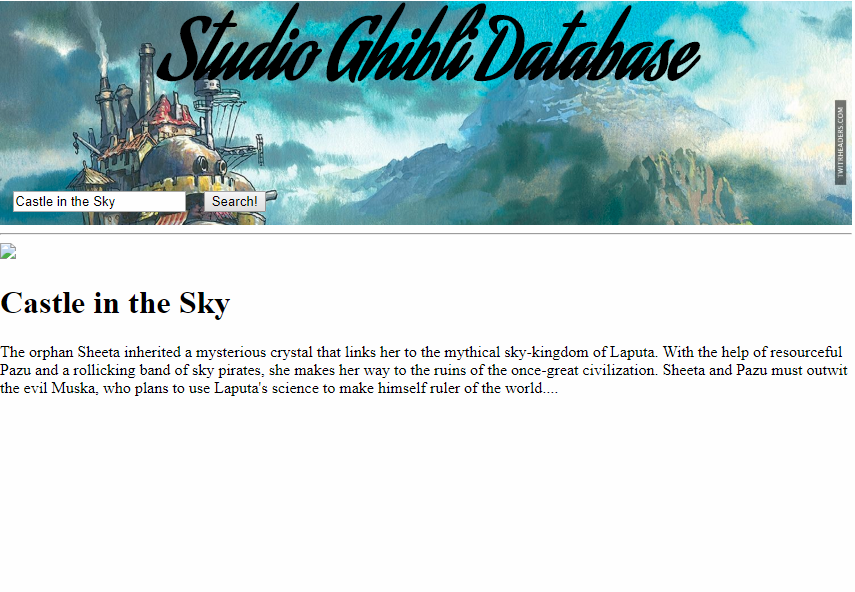 Studio Ghibli Database
TWITRHEADERS.COM
Castle in the Sky
Search!
Castle in the Sky
The orphan Sheeta inherited a mysterious crystal that links her to the mythical sky-kingdom of Laputa. With the help of resourceful
Pazu and a rollicking band of sky pirates, she makes her way to the ruins of the once-great civilization. Sheeta and Pazu must outwit
the evil Muska, who plans to use Laputa's science to make himself ruler of the world....